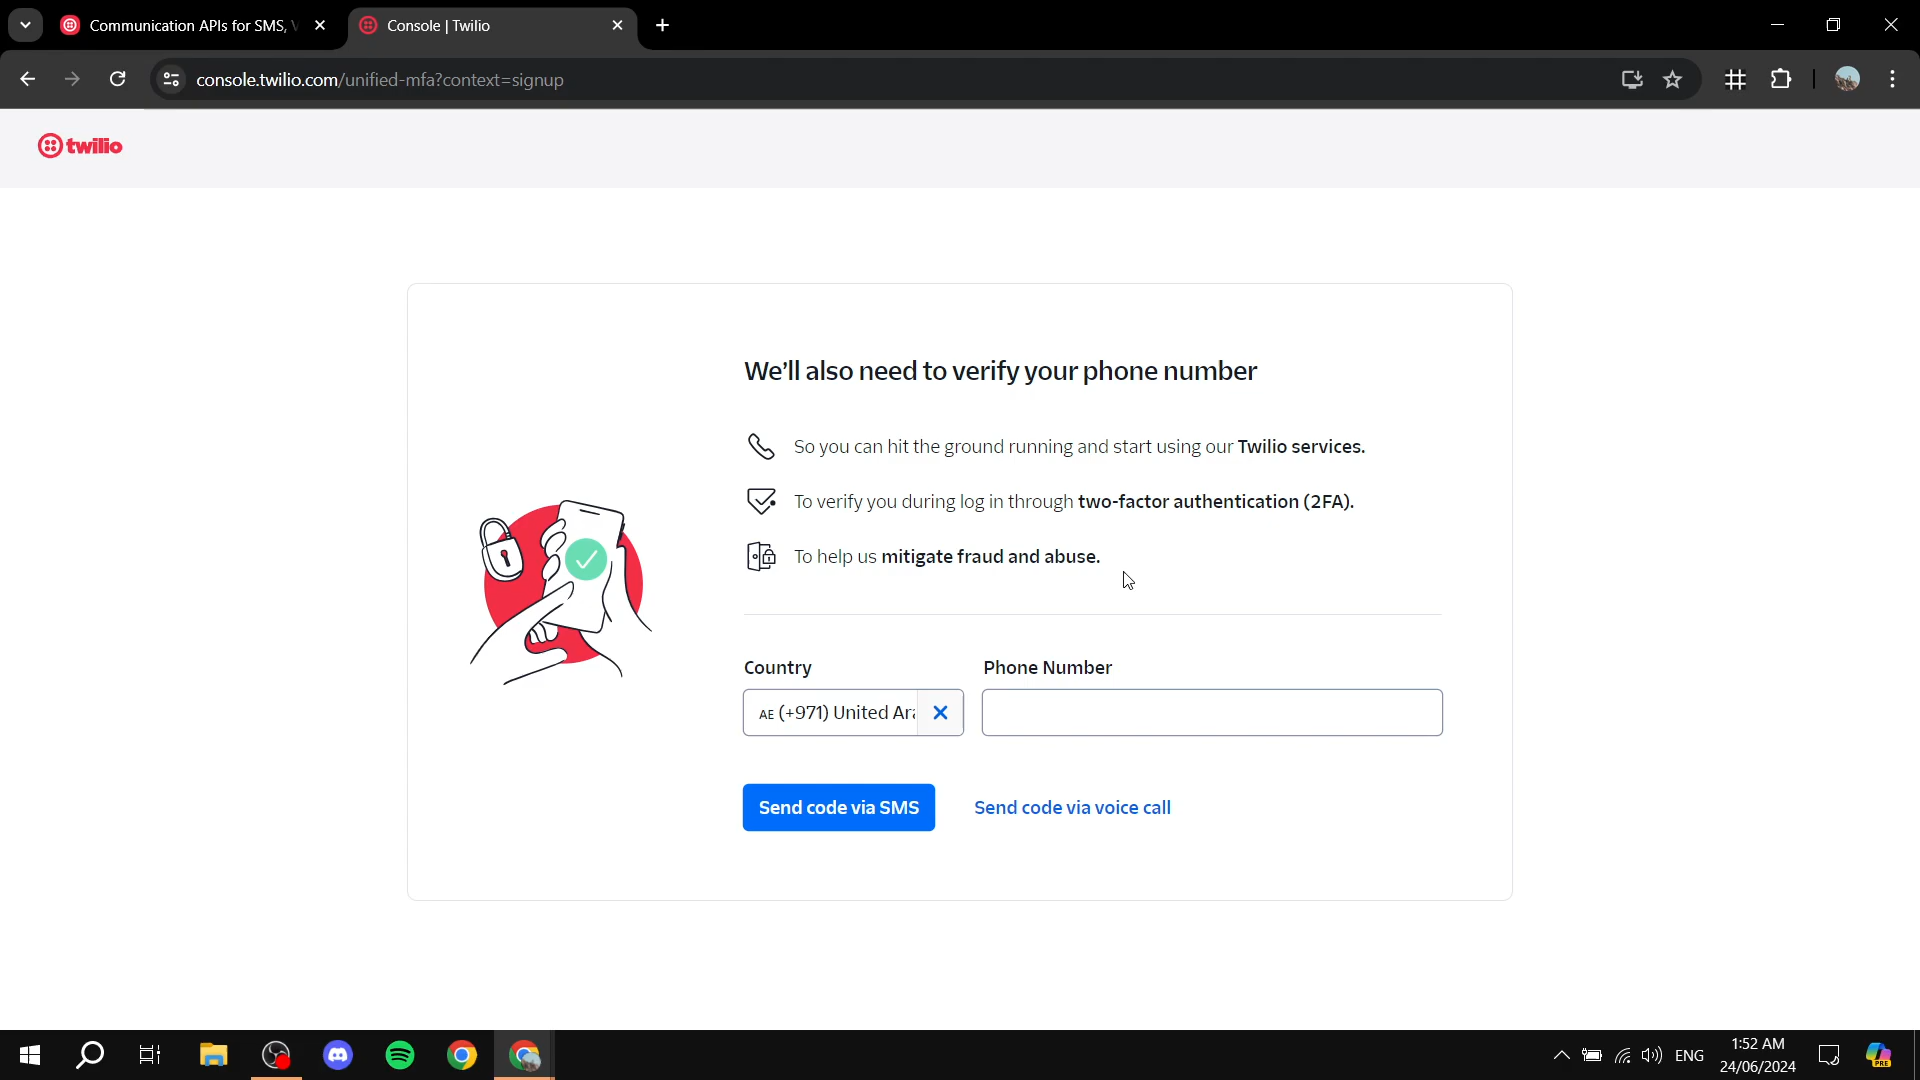 Communication APIs for SMS, V
Console | Twilio
console.twilio.com/unified-mfa?context=signup
twilio
We'll also need to verify your phone number
So you can hit the ground running and start using our Twilio services.
To verify you during log in through two-factor authentication (2FA).
To help us mitigate fraud and abuse.
Country
Phone Number
AE (+971) United Ara
Send code via SMS
Send code via voice call
ENG
1:52 AM
24/06/2024
PRE